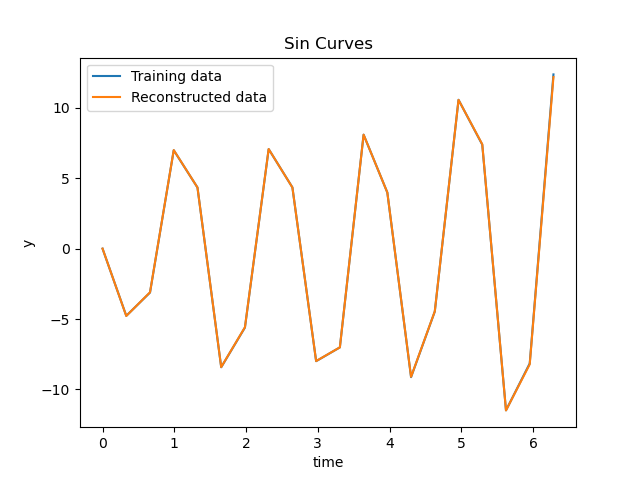 Sin Curves
Training data
Reconstructed data
10
5
0
−5
−10
y
0 1 2 3 4 5 6
time